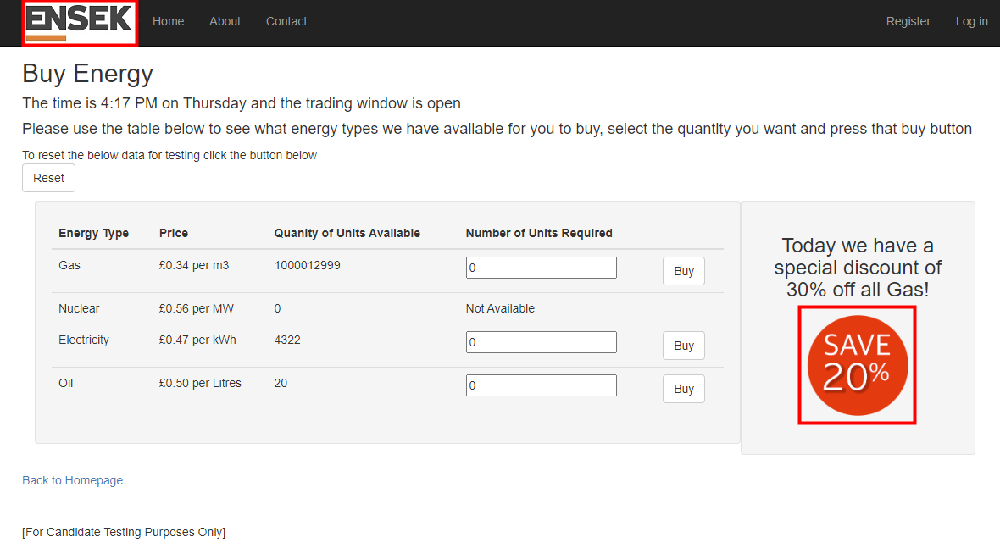 ENSEK Home About Contact Register Log in
Buy Energy
The time is 4:17 PM on Thursday and the trading window is open
Please use the table below to see what energy types we have available for you to buy, select the quantity you want and press that buy button
To reset the below data for testing click the button below
Reset
Energy Type Price Quanity of Units Available Number of Units Required
Gas £0.34 per m3 1000012999 0 Buy
Nuclear £0.56 per MW 0 Not Available
Electricity £0.47 per kWh 4322 0 Buy
Oil £0.50 per Litres 20 0 Buy
Today we have a
special discount of
30% off all Gas!
SAVE
20%
Back to Homepage
[For Candidate Testing Purposes Only]